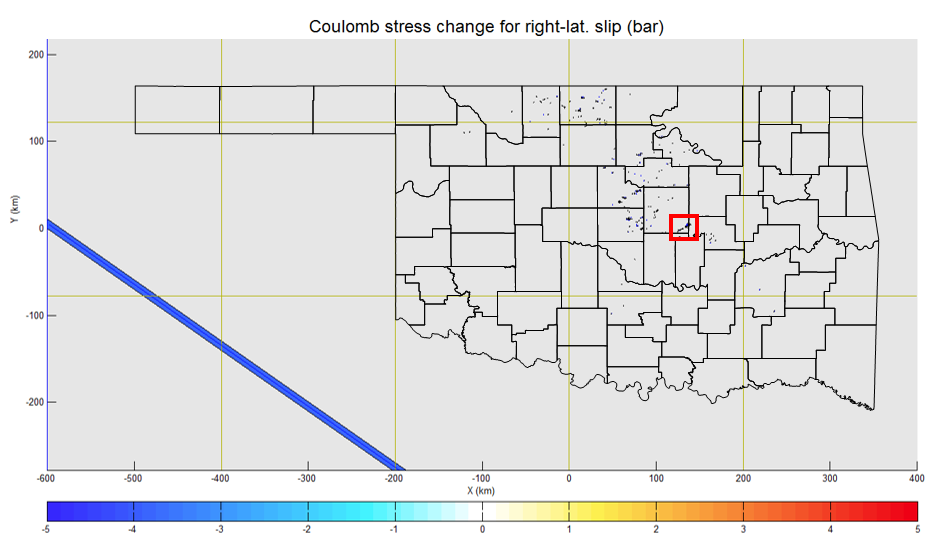 Coulomb stress change for right-lat. slip (bar)
200
100
0
-100
-200
Y (km)
-600 -500 -400 -300 -200 -100 0 100 200 300 400
X (km)
-5 -4 -3 -2 -1 0 1 2 3 4 5